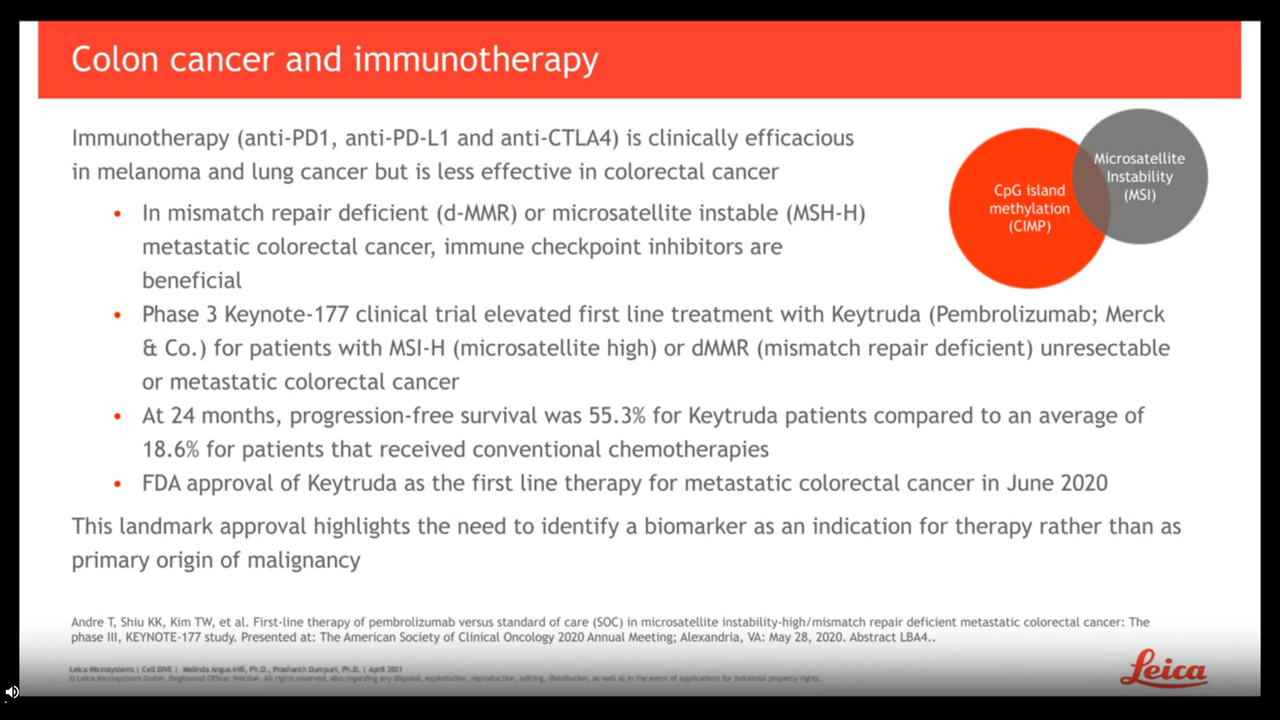 Colon cancer and immunotherapy
Immunotherapy (anti-PD1, anti-PD-L1 and anti-CTLA4) is clinically efficacious
in melanoma and lung cancer but is less effective in colorectal cancer
• In mismatch repair deficient (d-MMR) or microsatellite instable (MSH-H)
metastatic colorectal cancer, immune checkpoint inhibitors are
beneficial
• Phase 3 Keynote-177 clinical trial elevated first line treatment with Keytruda (Pembrolizumab; Merck
& Co.) for patients with MSI-H (microsatellite high) or dMMR (mismatch repair deficient) unresectable
or metastatic colorectal cancer
• At 24 months, progression-free survival was 55.3% for Keytruda patients compared to an average of
18.6% for patients that received conventional chemotherapies
• FDA approval of Keytruda as the first line therapy for metastatic colorectal cancer in June 2020
This landmark approval highlights the need to identify a biomarker as an indication for therapy rather than as
primary origin of malignancy
CpG island
methylation
(CIMP)
Microsatellite
Instability
(MSI)
Andre T, Shiu KK, Kim TW, et al. First-line therapy of pembrolizumab versus standard of care (SOC) in microsatellite instability-high/mismatch repair deficient metastatic colorectal cancer: The
phase III, KEYNOTE-177 study. Presented at: The American Society of Clinical Oncology 2020 Annual Meeting; Alexandria, VA: May 28, 2020. Abstract LBA4..
Leica Microsystems | Cell DIVE | Melinda Angus-Hill, Ph.D., Prashanth Dumpuri, Ph.D. | April 2021
© Leica Microsystems GmbH. Registered Office: Wetzlar. All rights reserved, also regarding any disposal, exploitation, reproduction, editing, distribution, as well as in the event of applications for industrial property rights.
Leica